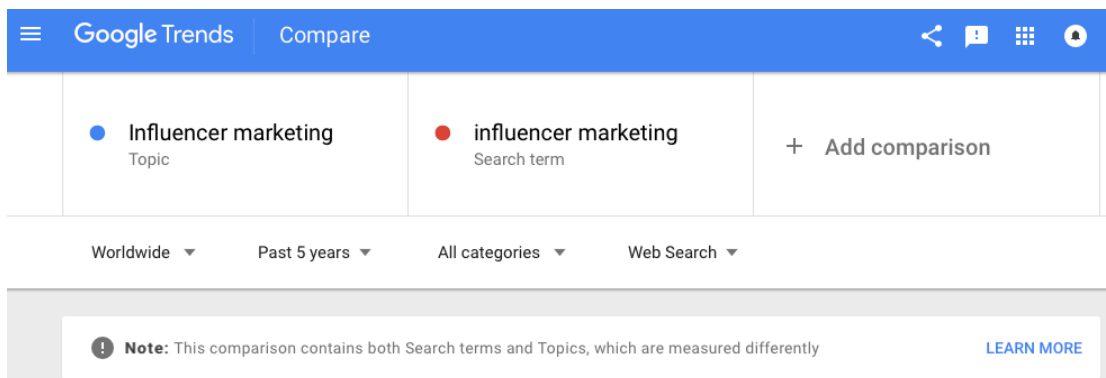 Google Trends Compare
Influencer marketing
Topic
influencer marketing
Search term
+ Add comparison
Worldwide Past 5 years All categories Web Search
Note: This comparison contains both Search terms and Topics, which are measured differently LEARN MORE